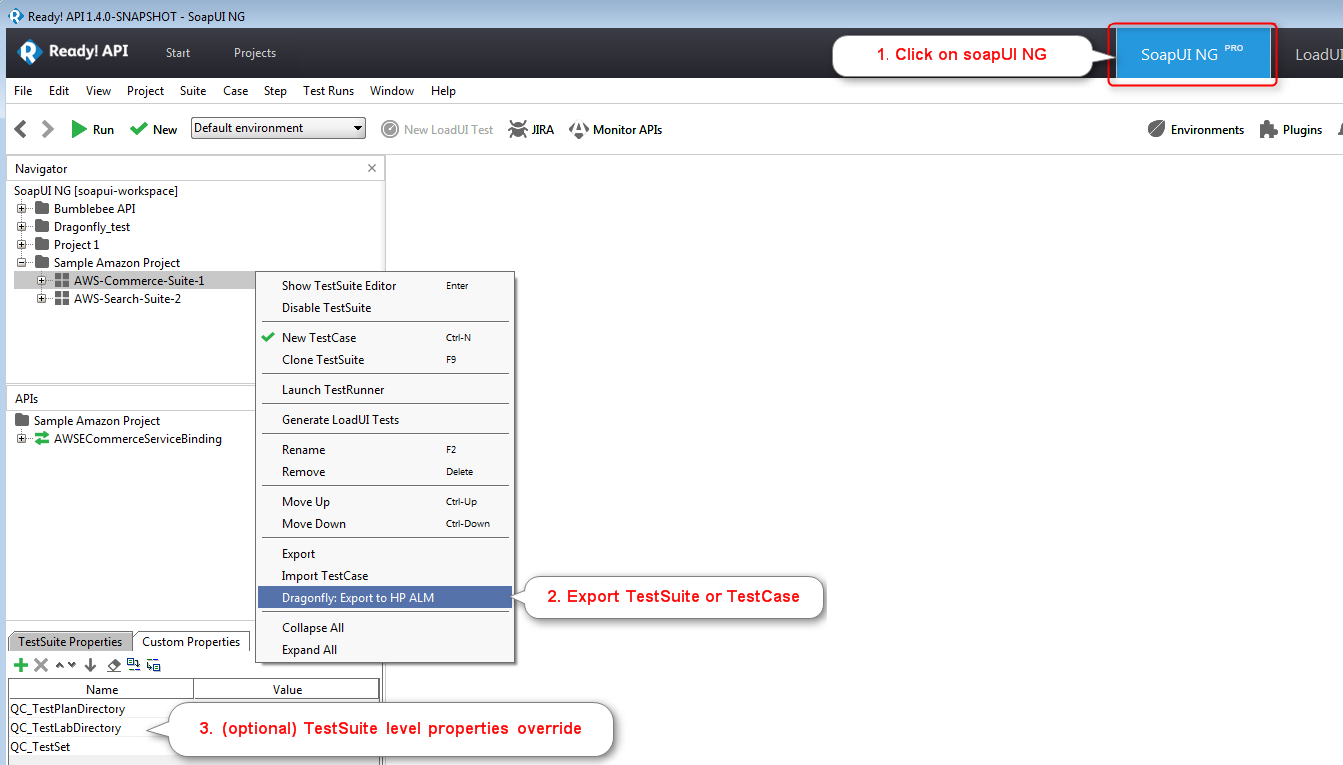 Ready! API 1.4.0-SNAPSHOT - SoapUI NG
Ready! API Start Projects
1. Click on soapUI NG
SoapUI NG PRO
LoadUI
File Edit View Project Suite Case Step Test Runs Window Help
Run New Default environment New LoadUI Test JIRA Monitor APIs Environments Plugins
Navigator
SoapUI NG [soapui-workspace]
Bumblebee API
Dragonfly_test
Project 1
Sample Amazon Project
AWS-Commerce-Suite-1
AWS-Search-Suite-2
Show TestSuite Editor Enter
Disable TestSuite
New TestCase Ctrl-N
Clone TestSuite F9
Launch TestRunner
Generate LoadUI Tests
Rename F2
Remove Delete
Move Up Ctrl-Up
Move Down Ctrl-Down
Export
Import TestCase
Dragonfly: Export to HP ALM
Collapse All
Expand All
2. Export TestSuite or TestCase
APIs
Sample Amazon Project
AWSECommerceServiceBinding
TestSuite Properties Custom Properties
Name Value
QC_TestPlanDirectory
QC_TestLabDirectory
QC_TestSet
3. (optional) TestSuite level properties override